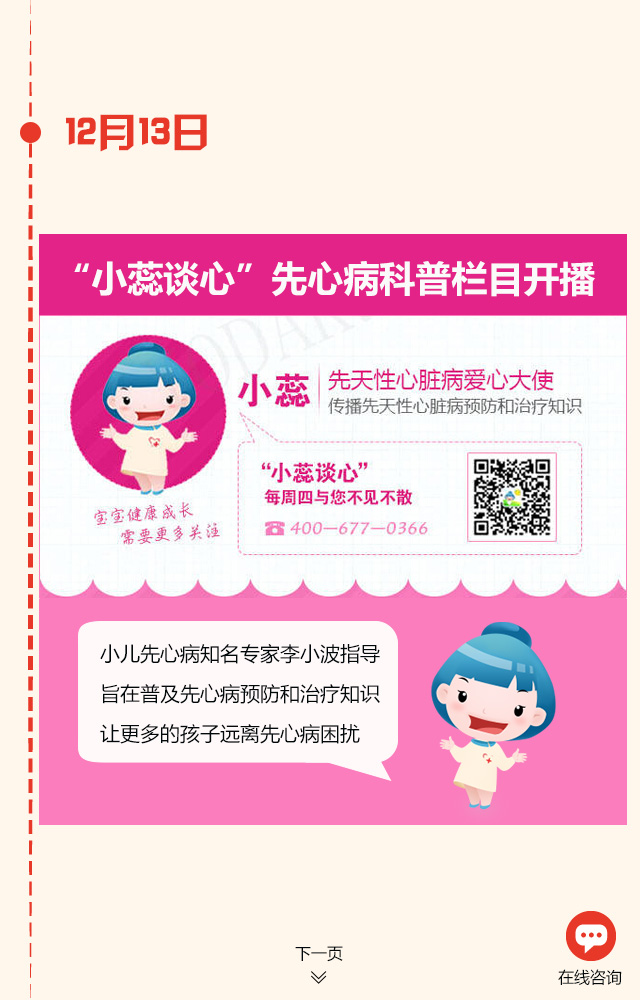 12月13日
“小蕊谈心”先心病科普栏目开播
小蕊
先天性心脏病爱心大使
传播先天性心脏病预防和治疗知识
“小蕊谈心”
每周四与您不见不散
400—677—0366
宝宝健康成长
需要更多关注
小儿先心病知名专家李小波指导
旨在普及先心病预防和治疗知识
让更多的孩子远离先心病困扰
下一页
在线咨询